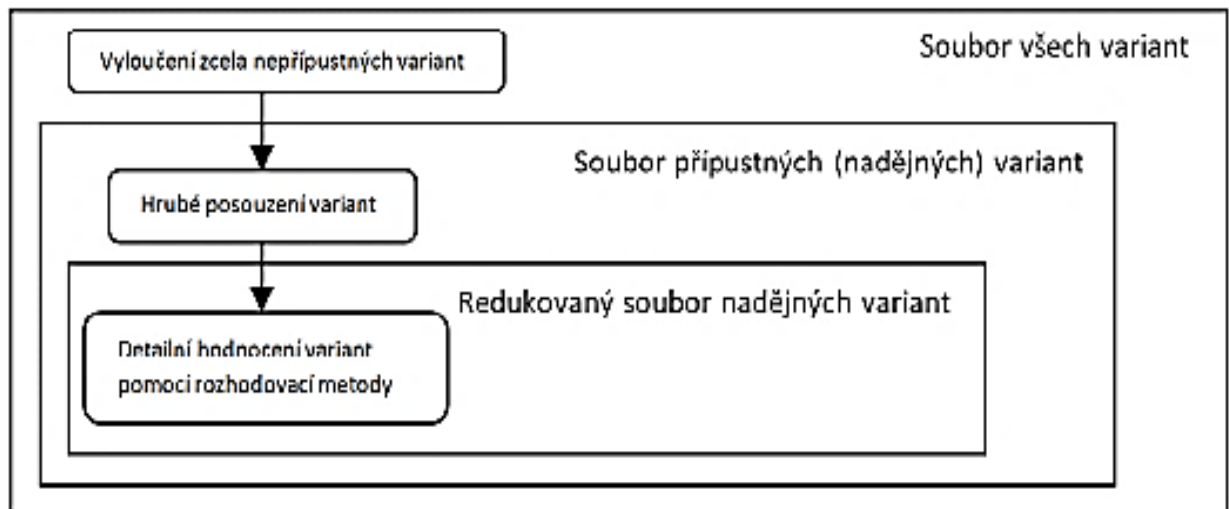 Soubor všech variant
Vyloučení zcela nepřípustných variant
Soubor přípustných (nadějných) variant
Hrubé posouzení variant
Redukovaný soubor nadějných variant
Detailní hodnocení variant
pomoci rozhodovací metody